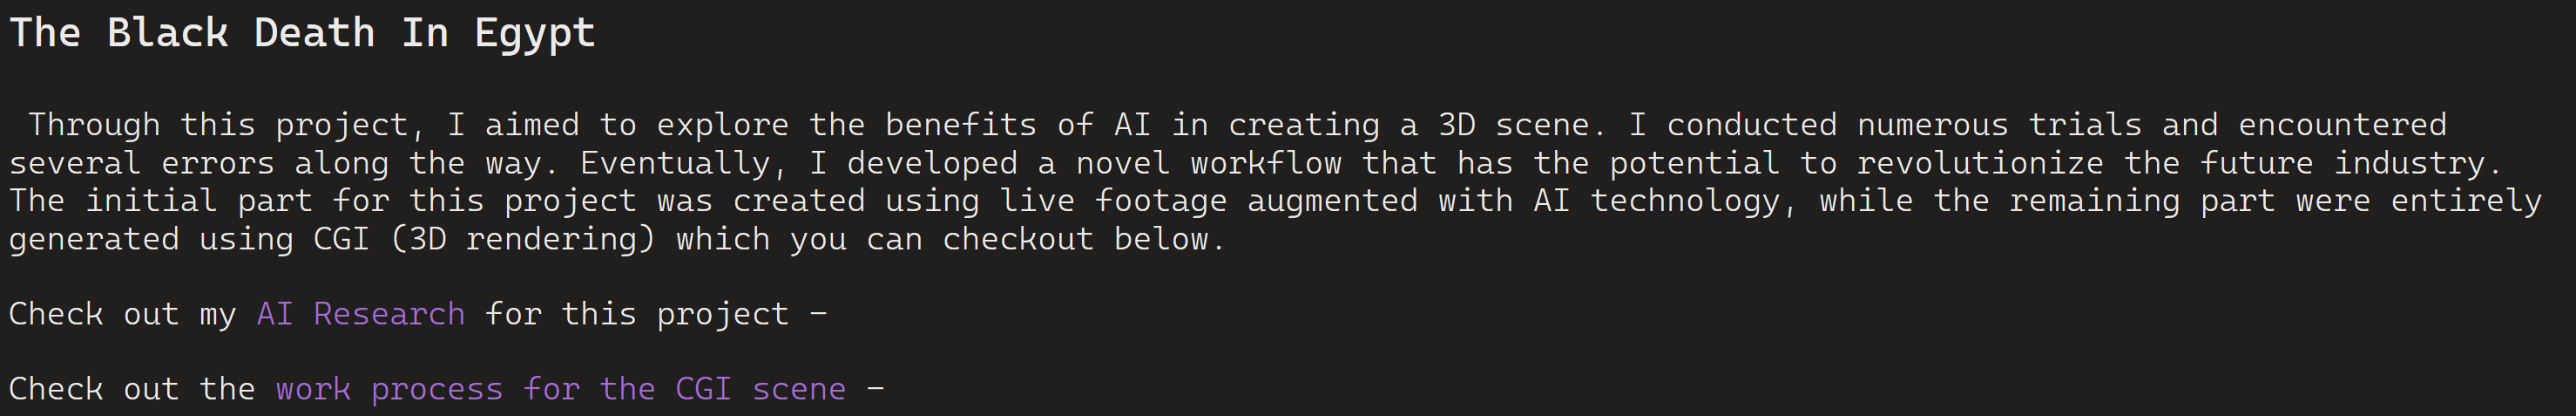 The Black Death In Egypt
Through this project, I aimed to explore the benefits of AI in creating a 3D scene. I conducted numerous trials and encountered
several errors along the way. Eventually, I developed a novel workflow that has the potential to revolutionize the future industry.
The initial part for this project was created using live footage augmented with AI technology, while the remaining part were entirely
generated using CGI (3D rendering) which you can checkout below.
Check out my AI Research for this project –
Check out the work process for the CGI scene –